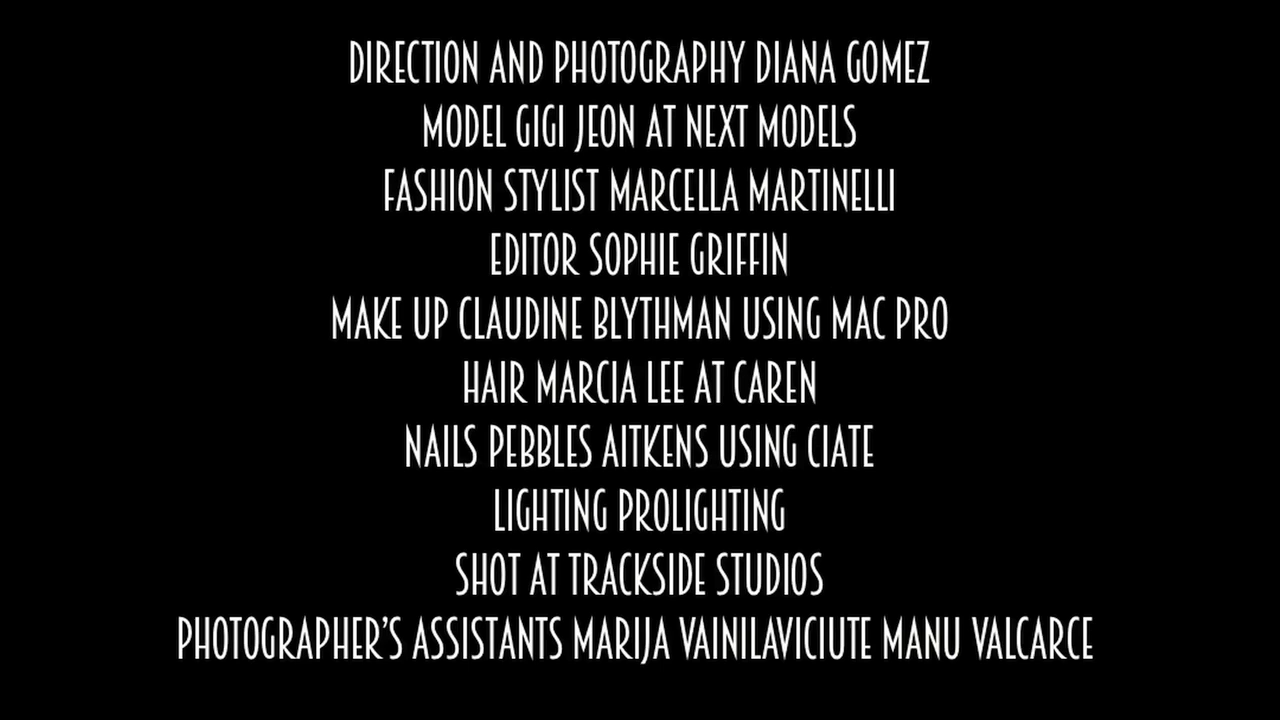 DIRECTION AND PHOTOGRAPHY DIANA GOMEZ
MODEL GIGI JEON AT NEXT MODELS
FASHION STYLIST MARCELLA MARTINELLI
EDITOR SOPHIE GRIFFIN
MAKE UP CLAUDINE BLYTHMAN USING MAC PRO
HAIR MARCIA LEE AT CAREN
NAILS PEBBLES AITKENS USING CIATE
LIGHTING PROLIGHTING
SHOT AT TRACKSIDE STUDIOS
PHOTOGRAPHER'S ASSISTANTS MARIJA VAINILAVICIUTE MANU VALCARCE